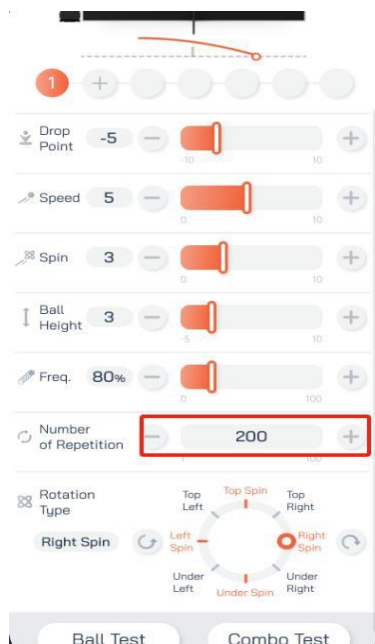 1
Drop
Point
-5
-10
10
Speed
5
0
10
Spin
3
0
10
Ball
Height
3
-5
10
Freq.
80%
0
100
Number
of Repetition
200
1
100
Rotation
Type
Right Spin
Top
Left
Top Spin
Top
Right
Left
Spin
Right
Spin
Under
Left
Under Spin
Under
Right
Ball Test
Combo Test